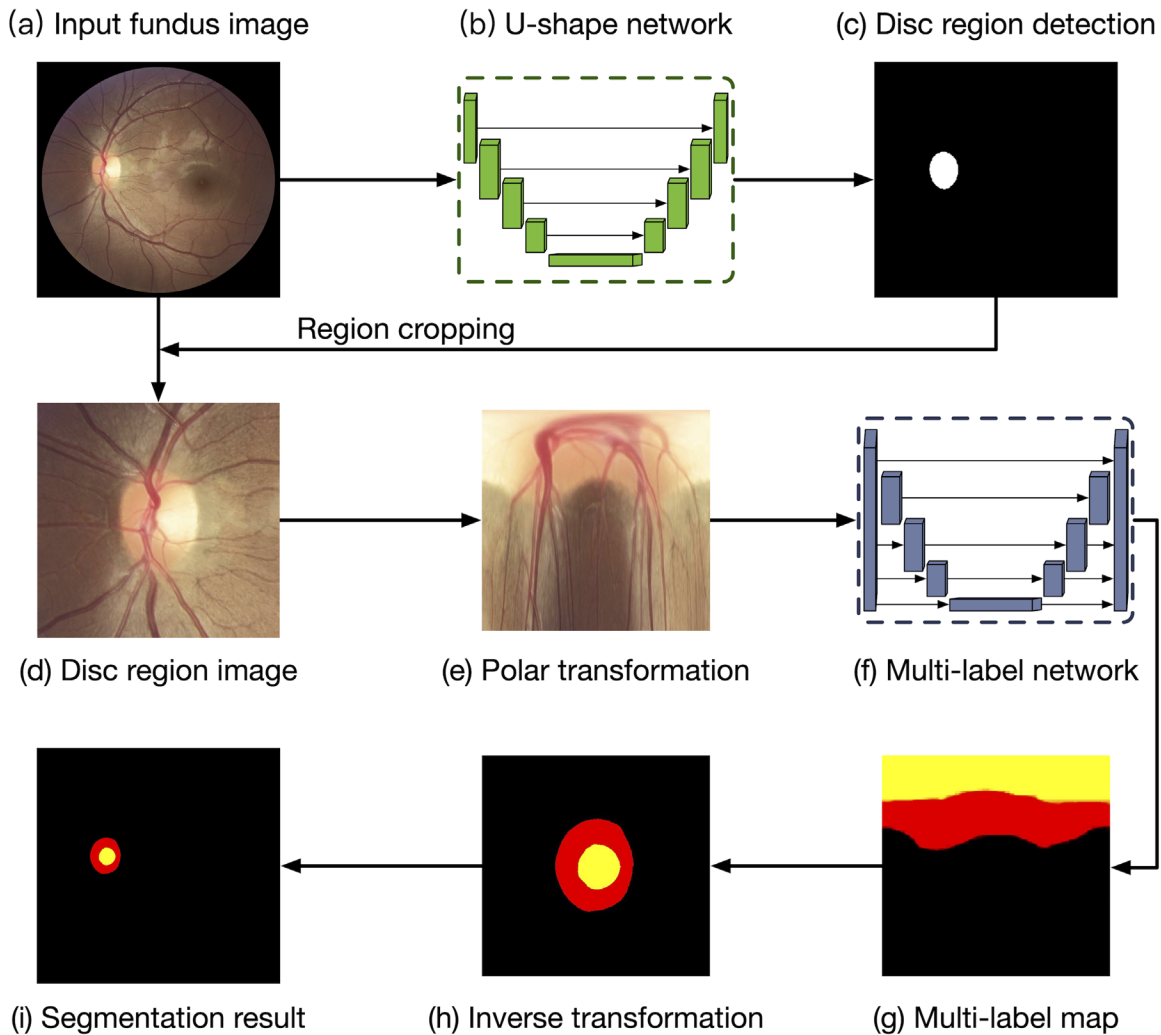 (a) Input fundus image
(b) U-shape network
(c) Disc region detection
Region cropping
(d) Disc region image
(e) Polar transformation
(f) Multi-label network
(i) Segmentation result
(h) Inverse transformation
(g) Multi-label map